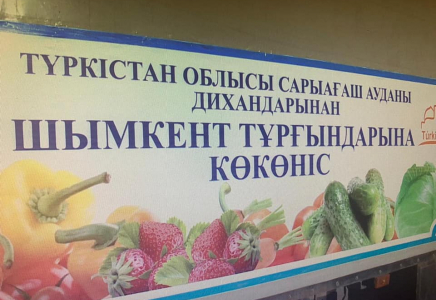 ТҮРКІСТАН ОБЛЫСЫ САРЫАҒАШ АУДАНЫ
ДИХАНДАРЫНАН
ШЫМКЕНТ ТҰРҒЫНДАРЫНА
КӨКӨНІС